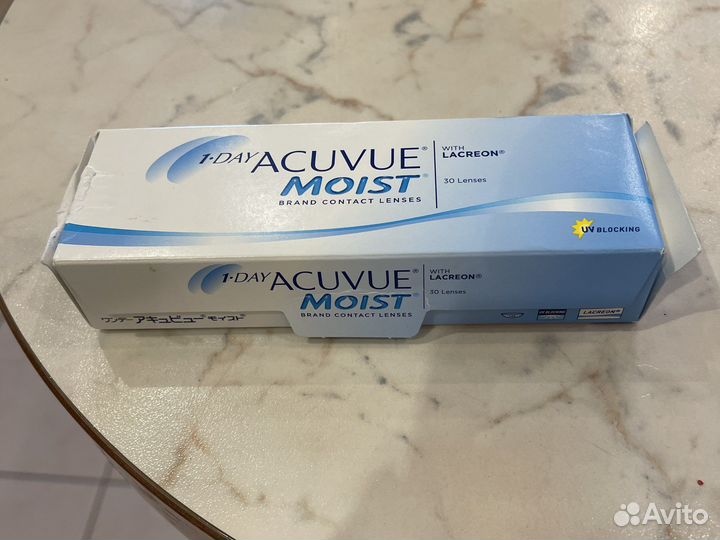 1·DAY ACUVUE®
MOIST®
BRAND CONTACT LENSES
WITH
LACREON®
30 Lenses
UV BLOCKING
1·DAY ACUVUE®
MOIST®
BRAND CONTACT LENSES
WITH
LACREON®
30 Lenses
ワンデー アキュビュー® モイスト®
UV BLOCKING
LACREON®
Avito